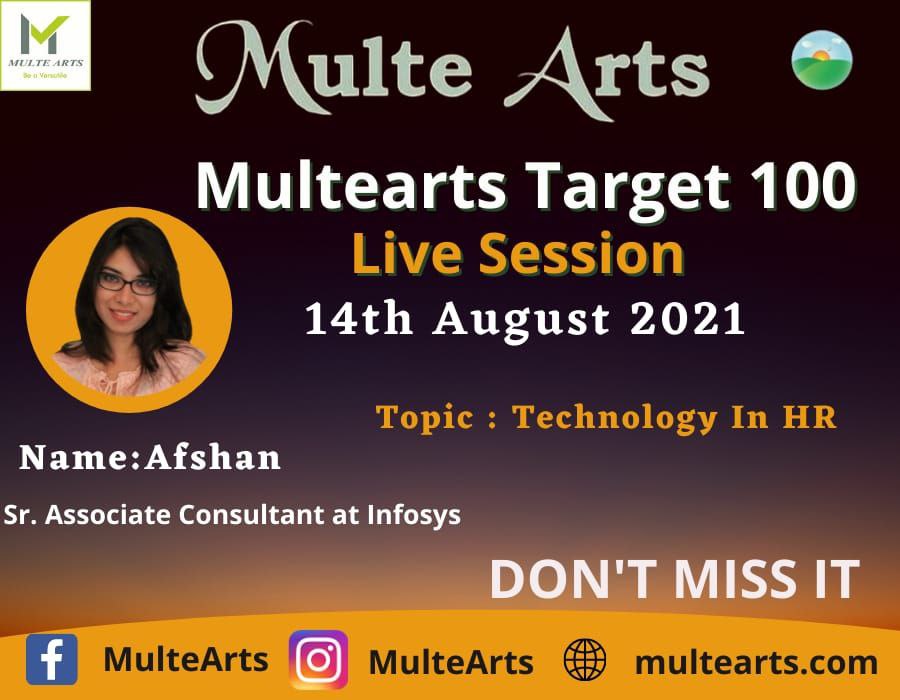 MULTE ARTS
Be a Versatile
Multe Arts
Multearts Target 100
Live Session
14th August 2021
Topic : Technology In HR
Name:Afshan
Sr. Associate Consultant at Infosys
DON'T MISS IT
MulteArts
MulteArts
multearts.com